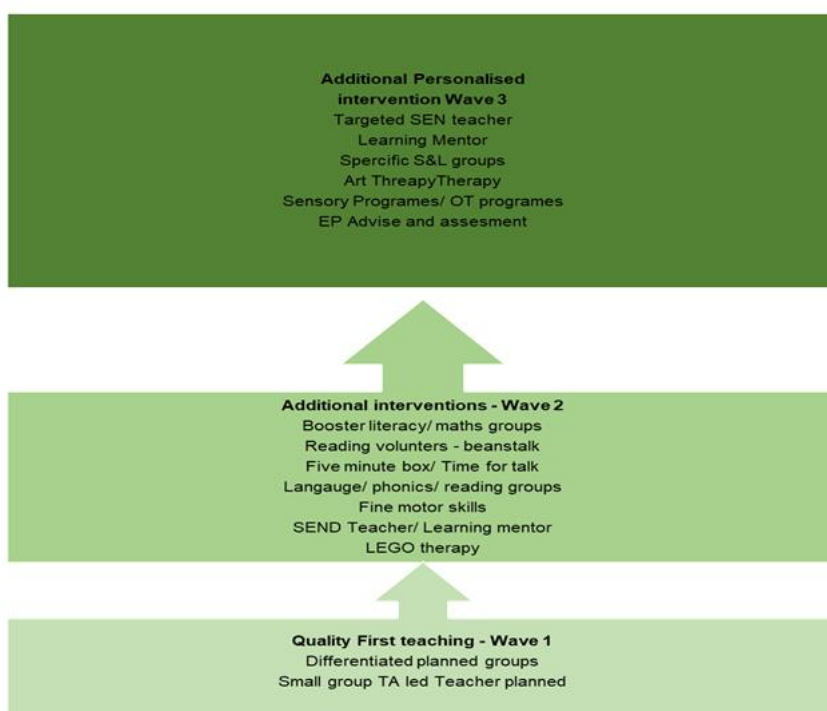 Additional Personalised
intervention Wave 3
Targeted SEN teacher
Learning Mentor
Spercific S&L groups
Art ThreapyTherapy
Sensory Programes/ OT programes
EP Advise and assesment
Additional interventions - Wave 2
Booster literacy/ maths groups
Reading volunters - beanstalk
Five minute box/ Time for talk
Langauge/ phonics/ reading groups
Fine motor skills
SEND Teacher/ Learning mentor
LEGO therapy
Quality First teaching - Wave 1
Differentiated planned groups
Small group TA led Teacher planned